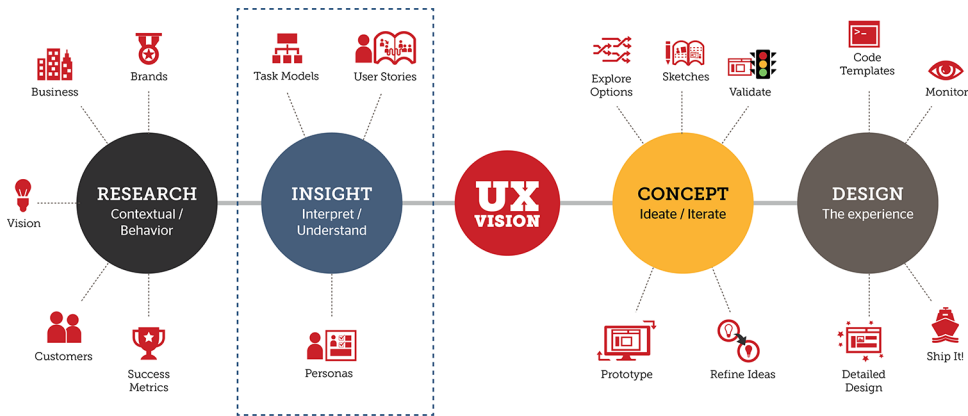 Business
Brands
Vision
RESEARCH
Contextual /
Behavior
Customers
Success
Metrics
Task Models
User Stories
INSIGHT
Interpret /
Understand
Personas
UX
VISION
Explore
Options
Sketches
Validate
CONCEPT
Ideate / Iterate
Prototype
Refine Ideas
Code
Templates
Monitor
DESIGN
The experience
Detailed
Design
Ship It!